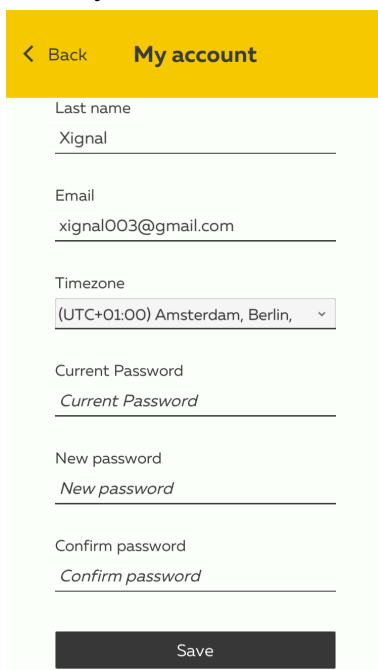 Back My account
Last name
Xignal
Email
xignal003@gmail.com
Timezone
(UTC+01:00) Amsterdam, Berlin,
Current Password
Current Password
New password
New password
Confirm password
Confirm password
Save